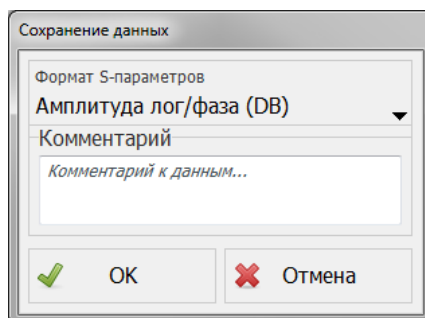 Сохранение данных
Формат S-параметров
Амплитуда лог/фаза (DB)
Комментарий
Комментарий к данным...
OK
Отмена